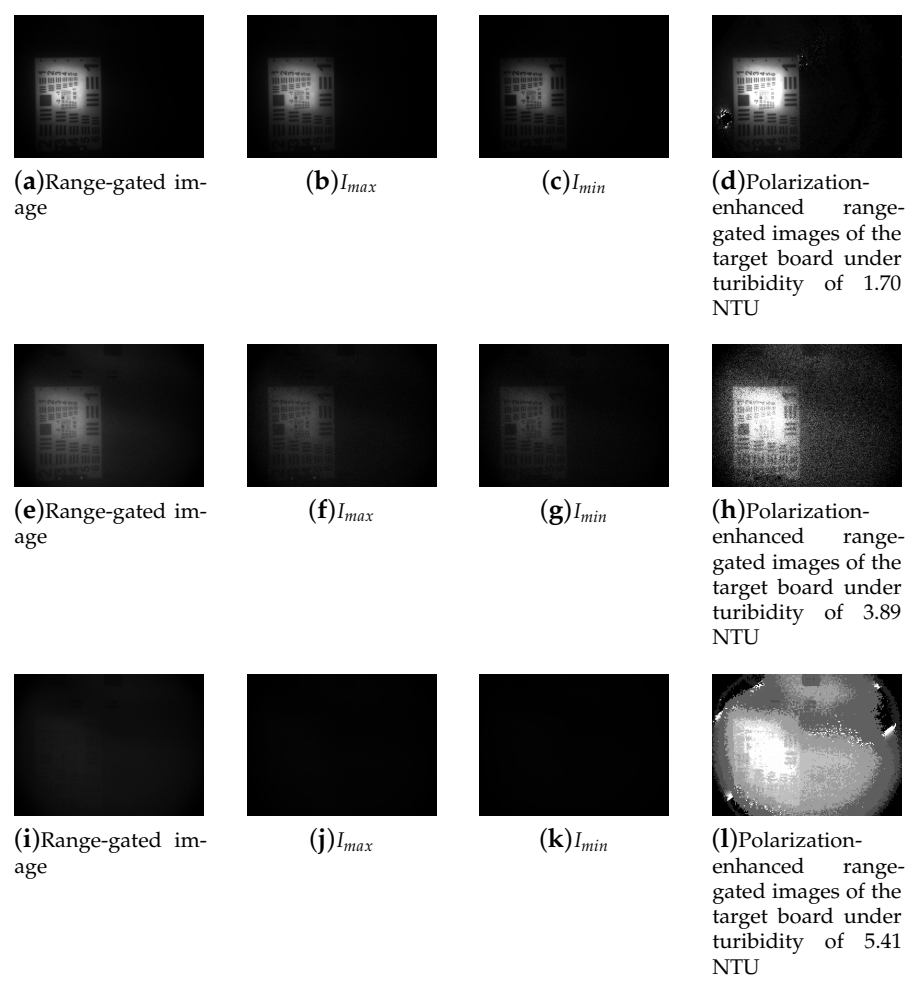 (a)Range-gated im-
age
(b)I_max
(c)I_min
(d)Polarization-
enhanced range-
gated images of the
target board under
turibidity of 1.70
NTU
(e)Range-gated im-
age
(f)I_max
(g)I_min
(h)Polarization-
enhanced range-
gated images of the
target board under
turibidity of 3.89
NTU
(i)Range-gated im-
age
(j)I_max
(k)I_min
(l)Polarization-
enhanced range-
gated images of the
target board under
turibidity of 5.41
NTU